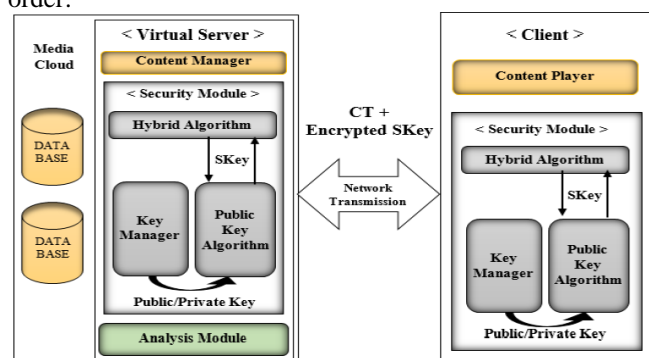 order:
Media
Cloud
DATA
BASE
DATA
BASE
< Virtual Server >
Content Manager
< Security Module >
Hybrid Algorithm
SKey
Key
Manager
Public
Key
Algorithm
Public/Private Key
Analysis Module
CT +
Encrypted SKey
Network
Transmission
< Client >
Content Player
< Security Module >
Hybrid Algorithm
SKey
Key
Manager
Public
Key
Algorithm
Public/Private Key